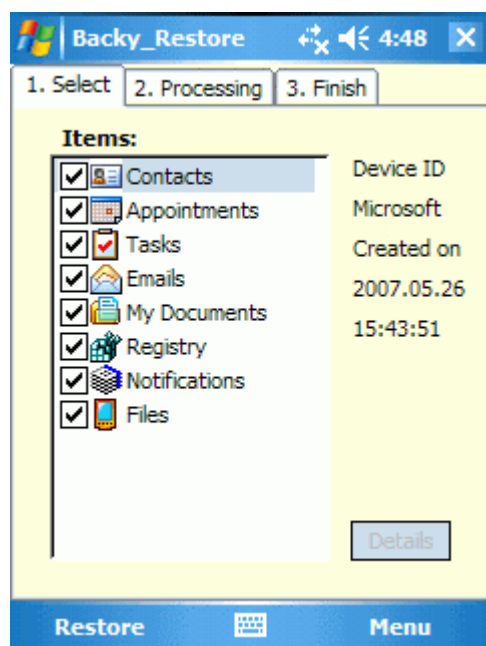 Backy_Restore 4:48
1. Select 2. Processing 3. Finish
Items:
Contacts
Appointments
Tasks
Emails
My Documents
Registry
Notifications
Files
Device ID
Microsoft
Created on
2007.05.26
15:43:51
Details
Restore Menu